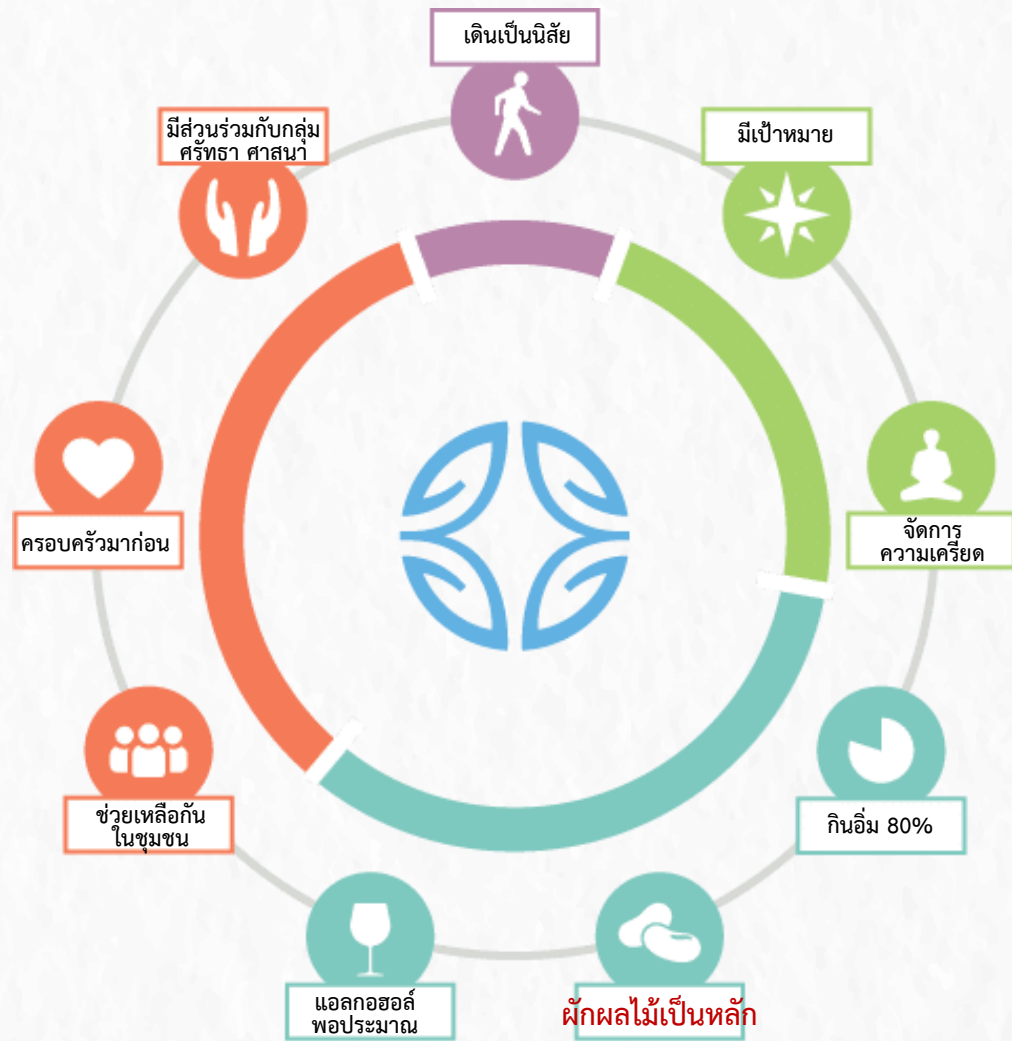 เดินเป็นนิสัย
มีเป้าหมาย
จัดการ
ความเครียด
กินอิ่ม 80%
ผักผลไม้เป็นหลัก
แอลกอฮอล์
พอประมาณ
ช่วยเหลือกัน
ในชุมชน
ครอบครัวมาก่อน
มีส่วนร่วมกับกลุ่ม
ศรัทธา ศาสนา